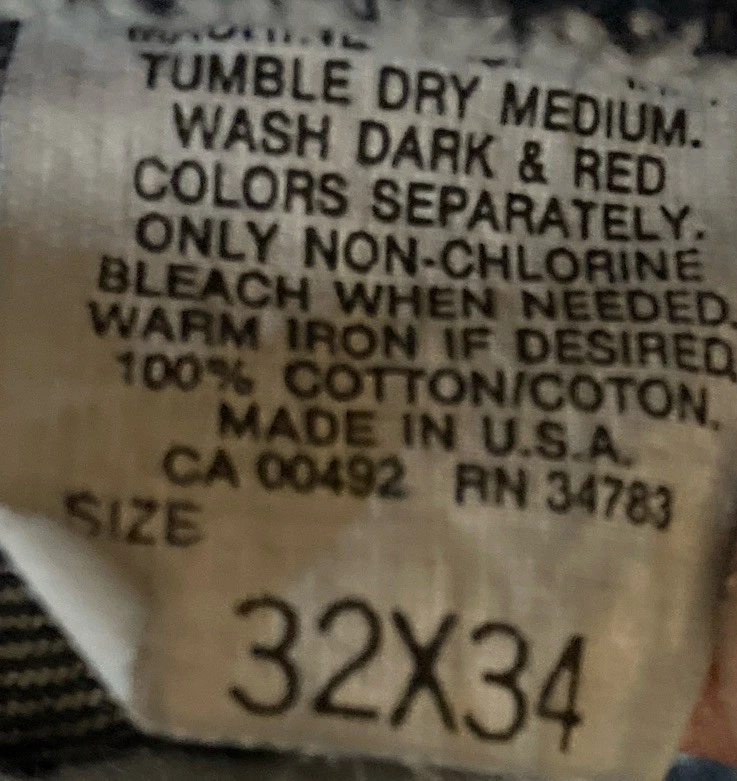 TUMBLE DRY MEDIUM.
WASH DARK & RED
COLORS SEPARATELY.
ONLY NON-CHLORINE
BLEACH WHEN NEEDED.
WARM IRON IF DESIRED
100% COTTON/COTON.
MADE IN U.S.A.
CA 00492 RN 34783
SIZE
32X34